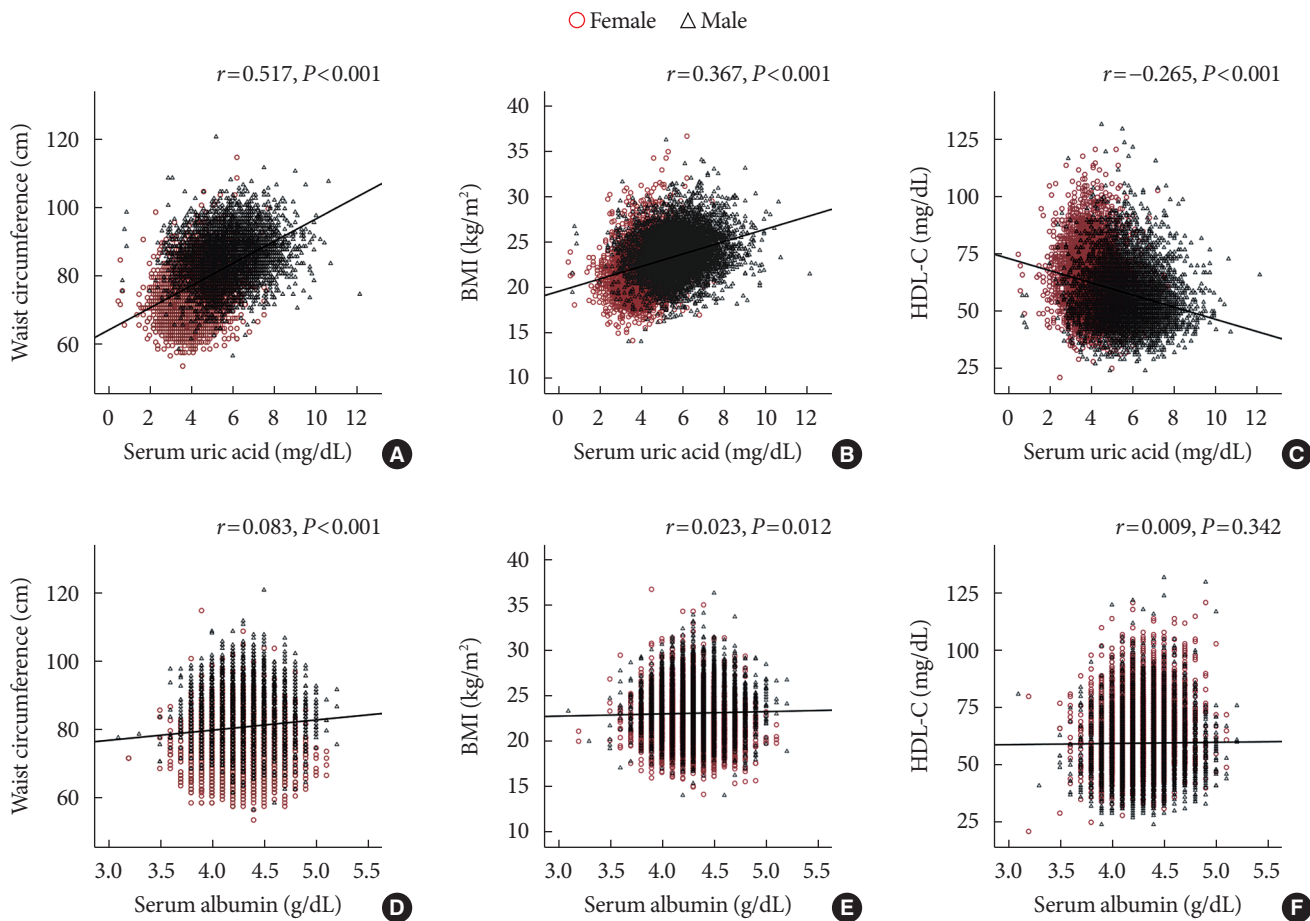 Female Male
r=0.517, P<0.001
Waist circumference (cm)
120
100
80
60
0 2 4 6 8 10 12
Serum uric acid (mg/dL)
A
r=0.367, P<0.001
BMI (kg/m²)
40
35
30
25
20
15
10
0 2 4 6 8 10 12
Serum uric acid (mg/dL)
B
r=−0.265, P<0.001
HDL-C (mg/dL)
125
100
75
50
25
0 2 4 6 8 10 12
Serum uric acid (mg/dL)
C
r=0.083, P<0.001
Waist circumference (cm)
120
100
80
60
3.0 3.5 4.0 4.5 5.0 5.5
Serum albumin (g/dL)
D
r=0.023, P=0.012
BMI (kg/m²)
40
35
30
25
20
15
10
3.0 3.5 4.0 4.5 5.0 5.5
Serum albumin (g/dL)
E
r=0.009, P=0.342
HDL-C (mg/dL)
125
100
75
50
25
3.0 3.5 4.0 4.5 5.0 5.5
Serum albumin (g/dL)
F